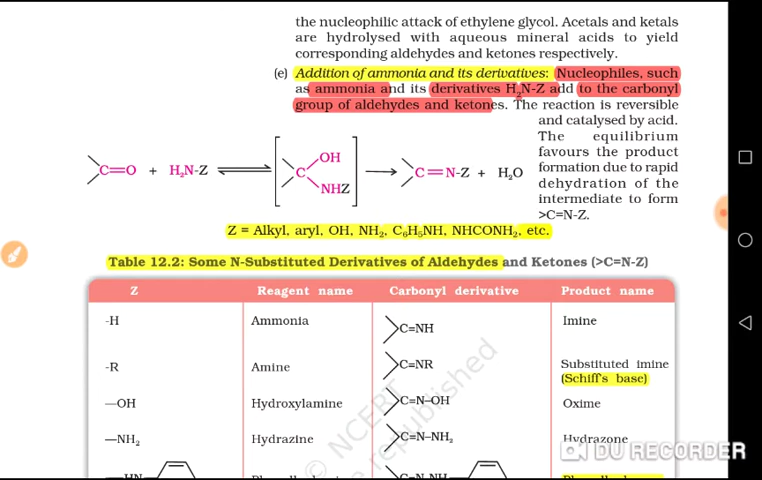 the nucleophilic attack of ethylene glycol. Acetals and ketals
are hydrolysed with aqueous mineral acids to yield
corresponding aldehydes and ketones respectively.
(e) Addition of ammonia and its derivatives: Nucleophiles, such
as ammonia and its derivatives H₂N-Z add to the carbonyl
group of aldehydes and ketones. The reaction is reversible
and catalysed by acid.
The equilibrium
favours the product
formation due to rapid
dehydration of the
intermediate to form
>C=N-Z.
C=O + H₂N-Z
C
OH
NHZ
C=N-Z + H₂O
Z = Alkyl, aryl, OH, NH₂, C₆H₅NH, NHCONH₂, etc.
Table 12.2: Some N-Substituted Derivatives of Aldehydes and Ketones (>C=N-Z)
Z Reagent name Carbonyl derivative Product name
-H Ammonia C=NH Imine
-R Amine C=NR Substituted imine
(Schiff's base)
—OH Hydroxylamine C=N–OH Oxime
—NH₂ Hydrazine C=N–NH₂ Hydrazone
—HN C=N–NH
© NCERT
republished
DU RECORDER